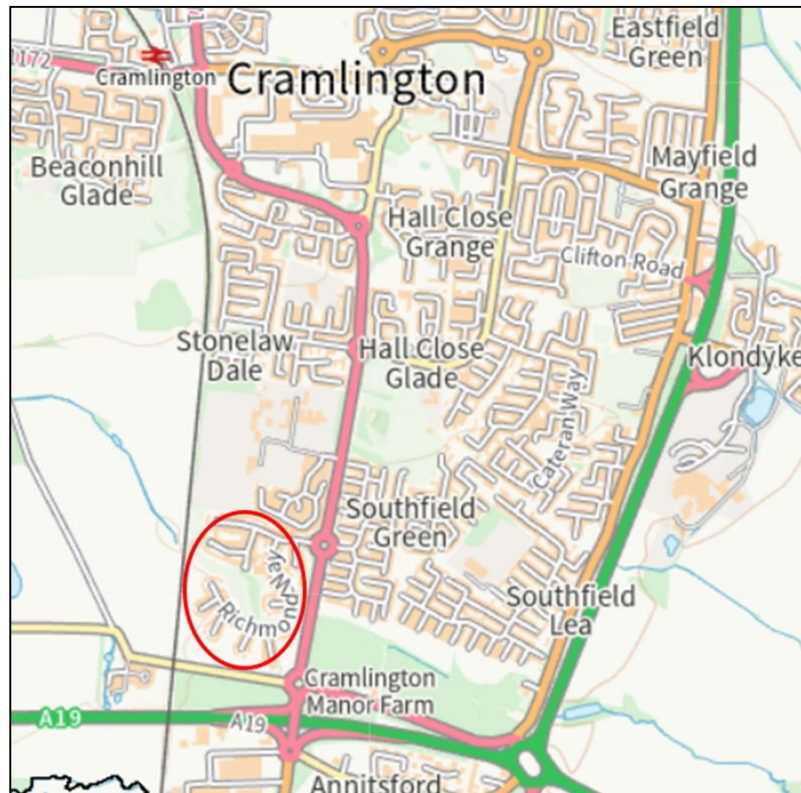 Eastfield
Green
A172
Cramlington
Cramlington
Beaconhill
Glade
Mayfield
Grange
Hall Close
Grange
Clifton Road
Stonelaw
Dale
Hall Close
Glade
Klondyke
Cateran Way
Southfield
Green
Richmond Way
Southfield
Lea
Cramlington
Manor Farm
A19
A19
Annitsford